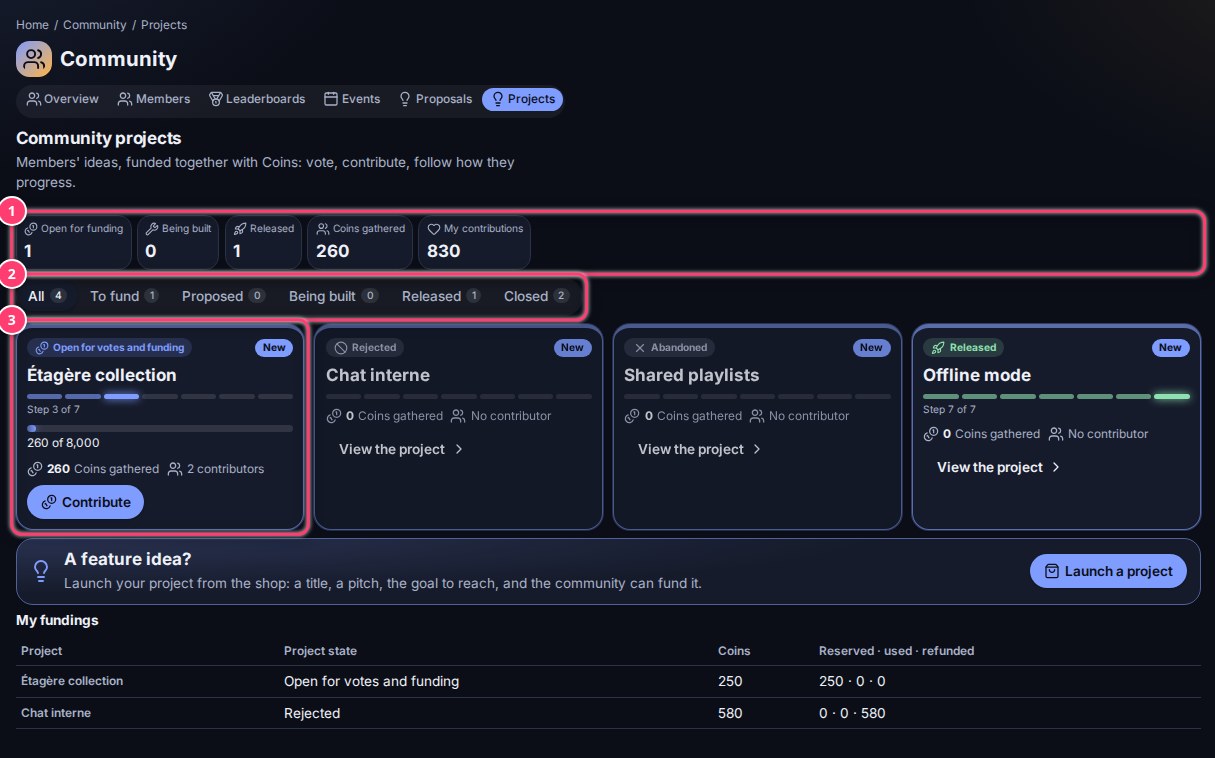 Home / Community / Projects
Community
Overview Members Leaderboards Events Proposals Projects
Community projects
Members' ideas, funded together with Coins: vote, contribute, follow how they
progress.
1
Open for funding Being built Released Coins gathered My contributions
1 0 1 260 830
2
All 4 To fund 1 Proposed 0 Being built 0 Released 1 Closed 2
3
Open for votes and funding New
Étagère collection
Step 3 of 7
260 of 8,000
260 Coins gathered 2 contributors
Contribute
Rejected New
Chat interne
0 Coins gathered No contributor
View the project
Abandoned New
Shared playlists
0 Coins gathered No contributor
View the project
Released New
Offline mode
Step 7 of 7
0 Coins gathered No contributor
View the project
A feature idea?
Launch your project from the shop: a title, a pitch, the goal to reach, and the community can fund it.
Launch a project
My fundings
Project Project state Coins Reserved · used · refunded
Étagère collection Open for votes and funding 250 250 · 0 · 0
Chat interne Rejected 580 0 · 0 · 580